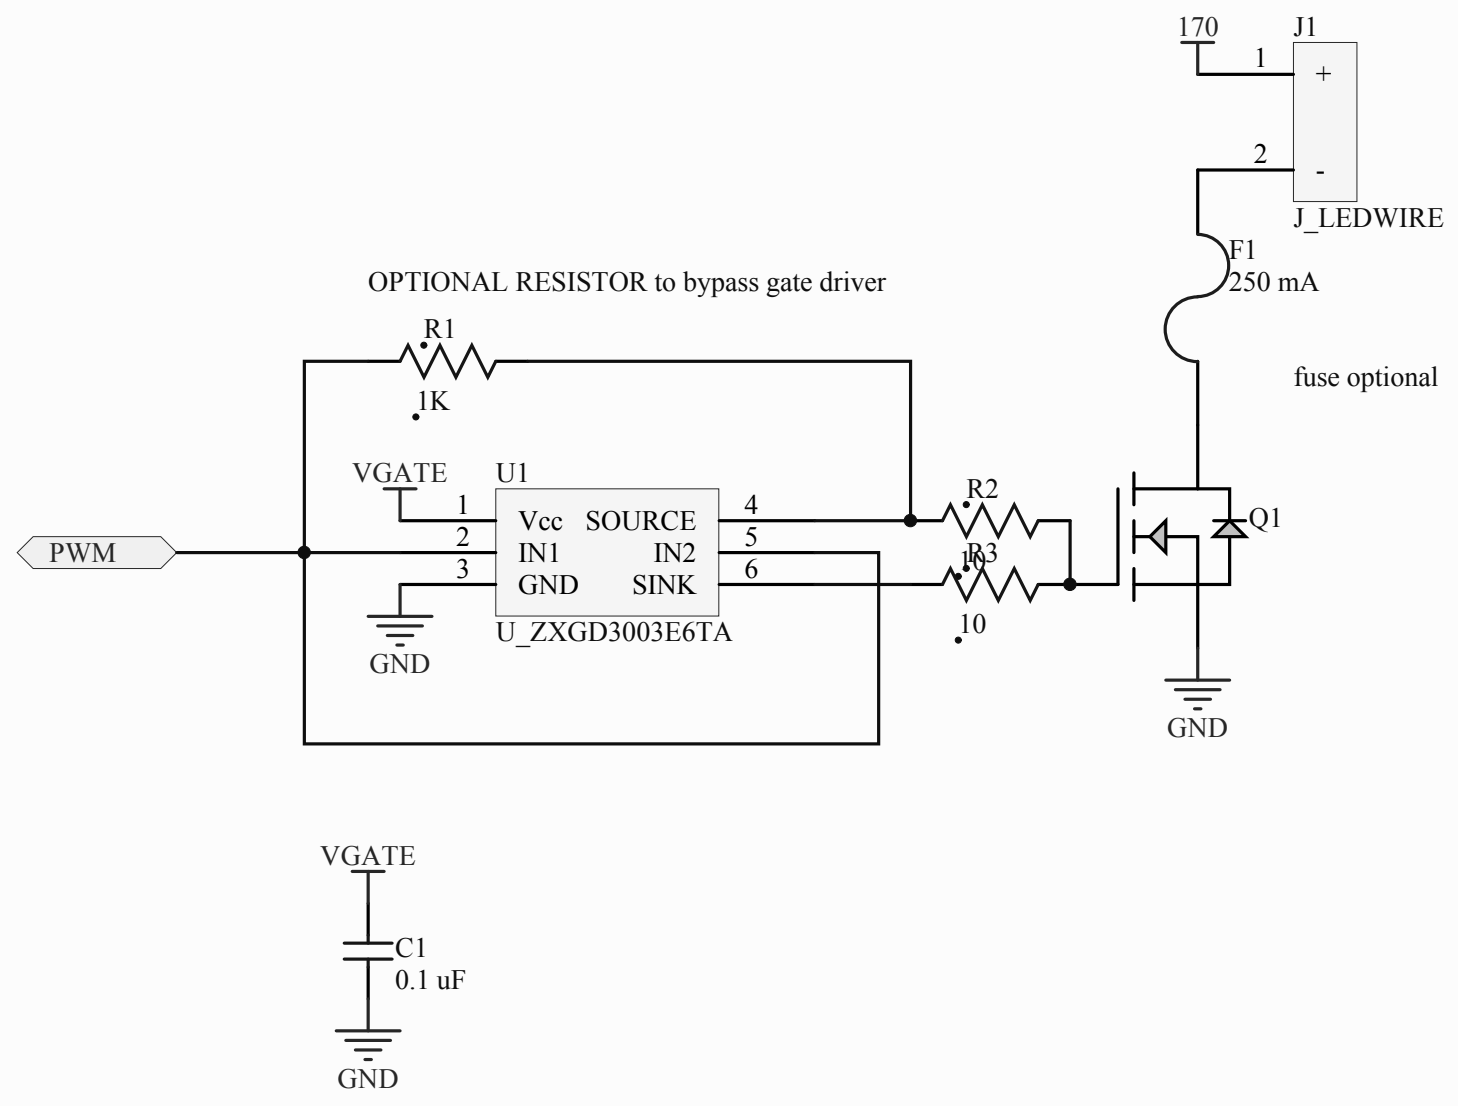 170
J1
1
+
2
-
J_LEDWIRE
F1
250 mA
fuse optional
OPTIONAL RESISTOR to bypass gate driver
R1
1K
VGATE
U1
1
Vcc
SOURCE
4
PWM
2
IN1
IN2
5
3
GND
SINK
6
U_ZXGD3003E6TA
GND
R2
10
R3
10
Q1
GND
VGATE
C1
0.1 uF
GND